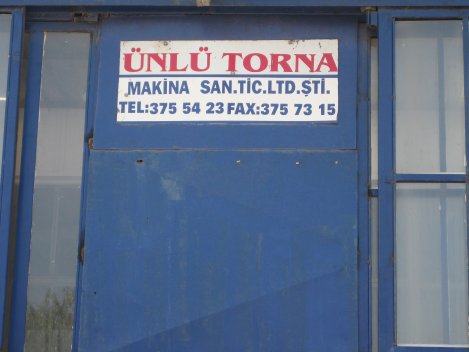 ÜNLÜ TORNA
MAKİNA SAN.TİC.LTD.ŞTİ.
TEL:375 54 23 FAX:375 73 15